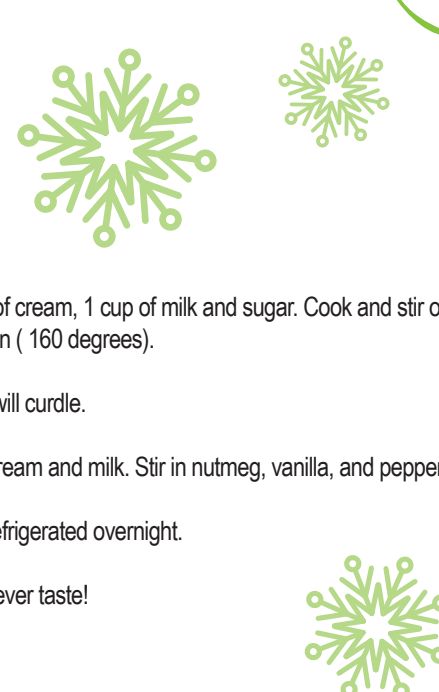 of cream, 1 cup of milk and sugar. Cook and stir
n ( 160 degrees).
will curdle.
ream and milk. Stir in nutmeg, vanilla, and pepper
efrigerated overnight.
ever taste!